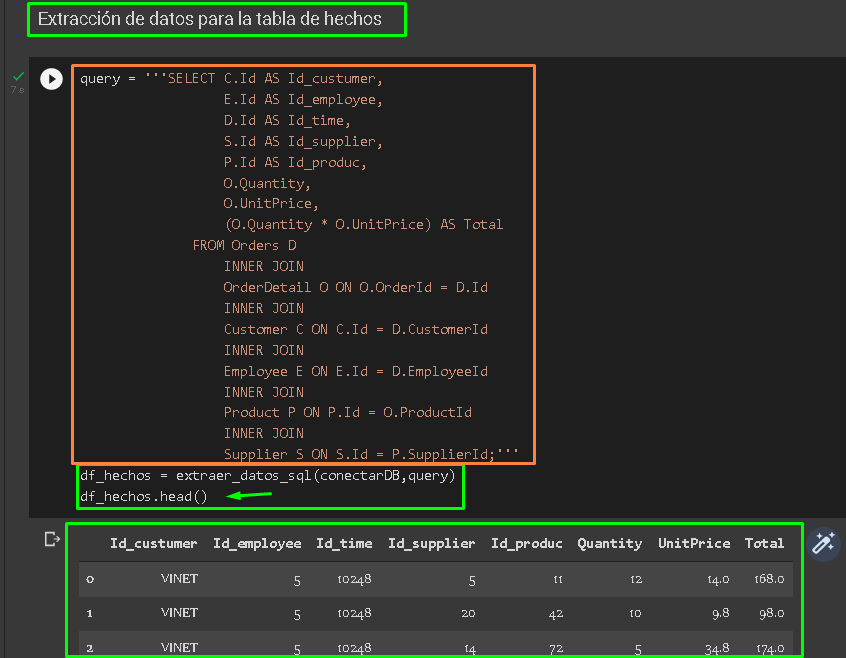 Extracción de datos para la tabla de hechos
7 s
query = '''SELECT C.Id AS Id_custumer,
E.Id AS Id_employee,
D.Id AS Id_time,
S.Id AS Id_supplier,
P.Id AS Id_produc,
O.Quantity,
O.UnitPrice,
(O.Quantity * O.UnitPrice) AS Total
FROM Orders D
INNER JOIN
OrderDetail O ON O.OrderId = D.Id
INNER JOIN
Customer C ON C.Id = D.CustomerId
INNER JOIN
Employee E ON E.Id = D.EmployeeId
INNER JOIN
Product P ON P.Id = O.ProductId
INNER JOIN
Supplier S ON S.Id = P.SupplierId;'''
df_hechos = extraer_datos_sql(conectarDB,query)
df_hechos.head()
Id_custumer Id_employee Id_time Id_supplier Id_produc Quantity UnitPrice Total
0 VINET 5 10248 5 11 12 14.0 168.0
1 VINET 5 10248 20 42 10 9.8 98.0
2 VINET 5 10248 14 72 5 34.8 174.0